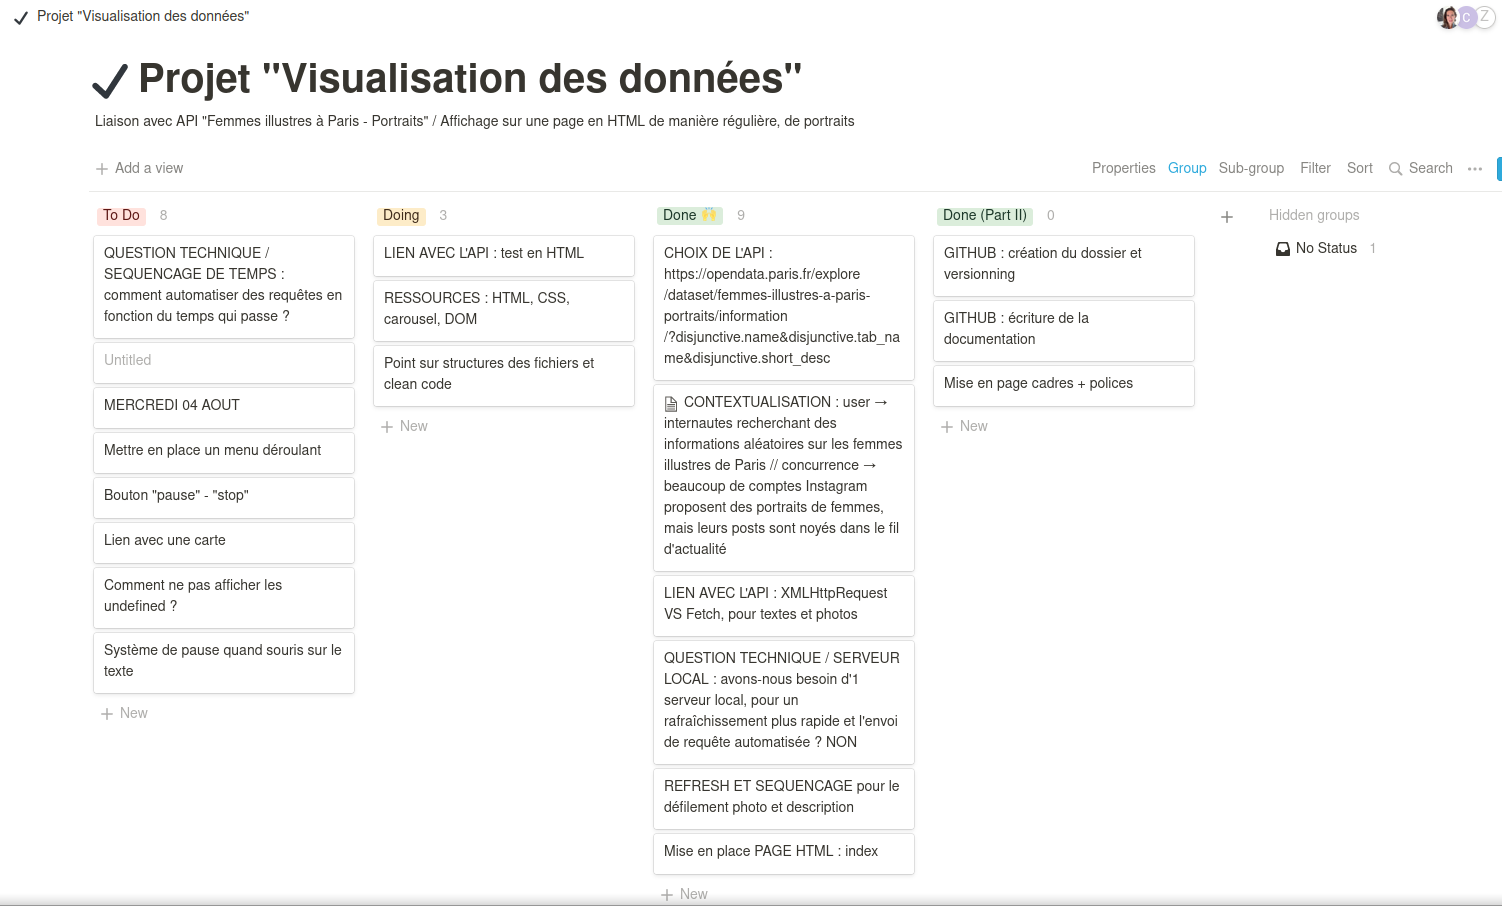 Projet "Visualisation des données"
C
Z
Projet "Visualisation des données"
Liaison avec API "Femmes illustres à Paris - Portraits" / Affichage sur une page en HTML de manière régulière, de portraits
Add a view
Properties
Group
Sub-group
Filter
Sort
Search
To Do 8
QUESTION TECHNIQUE /
SEQUENCAGE DE TEMPS :
comment automatiser des requêtes en
fonction du temps qui passe ?
Untitled
MERCREDI 04 AOUT
Mettre en place un menu déroulant
Bouton "pause" - "stop"
Lien avec une carte
Comment ne pas afficher les
undefined ?
Système de pause quand souris sur le
texte
New
Doing 3
LIEN AVEC L'API : test en HTML
RESSOURCES : HTML, CSS,
carousel, DOM
Point sur structures des fichiers et
clean code
New
Done 🙌 9
CHOIX DE L'API :
https://opendata.paris.fr/explore
/dataset/femmes-illustres-a-paris-
portraits/information
/?disjunctive.name&disjunctive.tab_na
me&disjunctive.short_desc
CONTEXTUALISATION : user →
internautes recherchant des
informations aléatoires sur les femmes
illustres de Paris // concurrence →
beaucoup de comptes Instagram
proposent des portraits de femmes,
mais leurs posts sont noyés dans le fil
d'actualité
LIEN AVEC L'API : XMLHttpRequest
VS Fetch, pour textes et photos
QUESTION TECHNIQUE / SERVEUR
LOCAL : avons-nous besoin d'1
serveur local, pour un
rafraîchissement plus rapide et l'envoi
de requête automatisée ? NON
REFRESH ET SEQUENCAGE pour le
défilement photo et description
Mise en place PAGE HTML : index
New
Done (Part II) 0
GITHUB : création du dossier et
versionning
GITHUB : écriture de la
documentation
Mise en page cadres + polices
New
Hidden groups
No Status 1